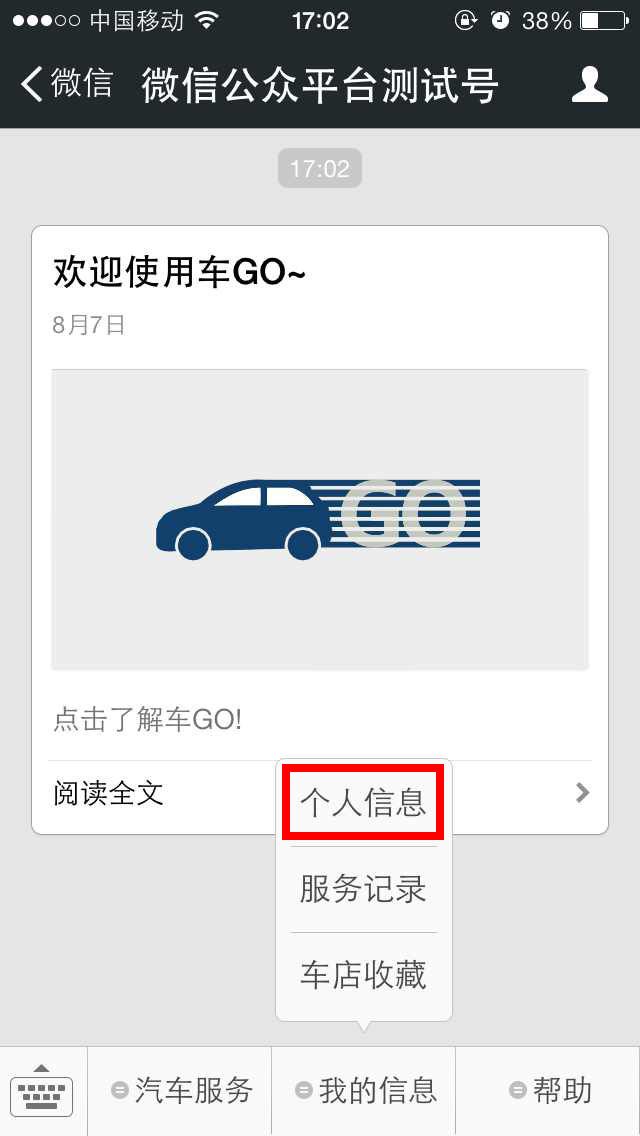 中国移动 17:02 38%
微信 微信公众平台测试号
17:02
欢迎使用车GO~
8月7日
GO
点击了解车GO!
阅读全文
个人信息
服务记录
车店收藏
汽车服务 我的信息 帮助